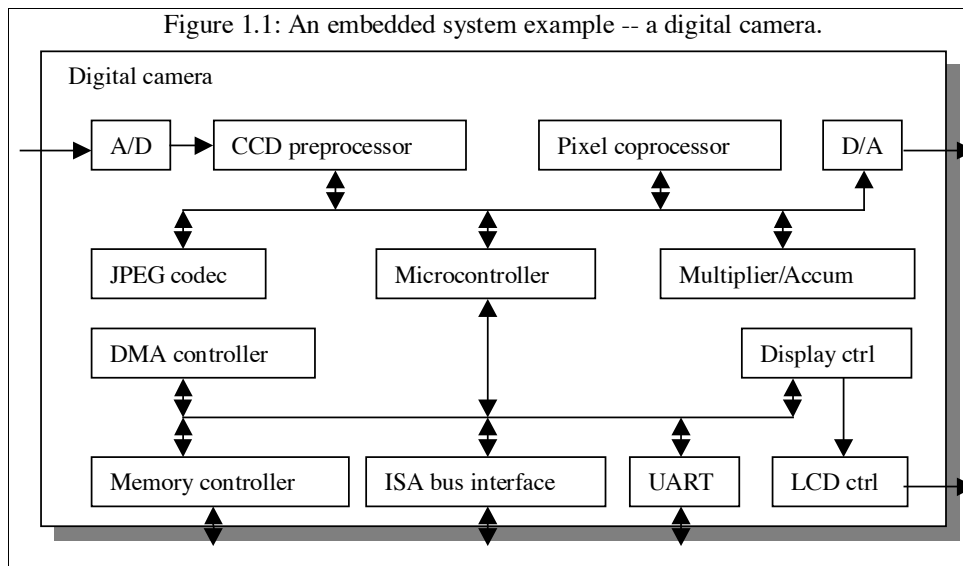 Figure 1.1: An embedded system example -- a digital camera.
Digital camera
A/D
CCD preprocessor
Pixel coprocessor
D/A
JPEG codec
Microcontroller
Multiplier/Accum
DMA controller
Display ctrl
Memory controller
ISA bus interface
UART
LCD ctrl